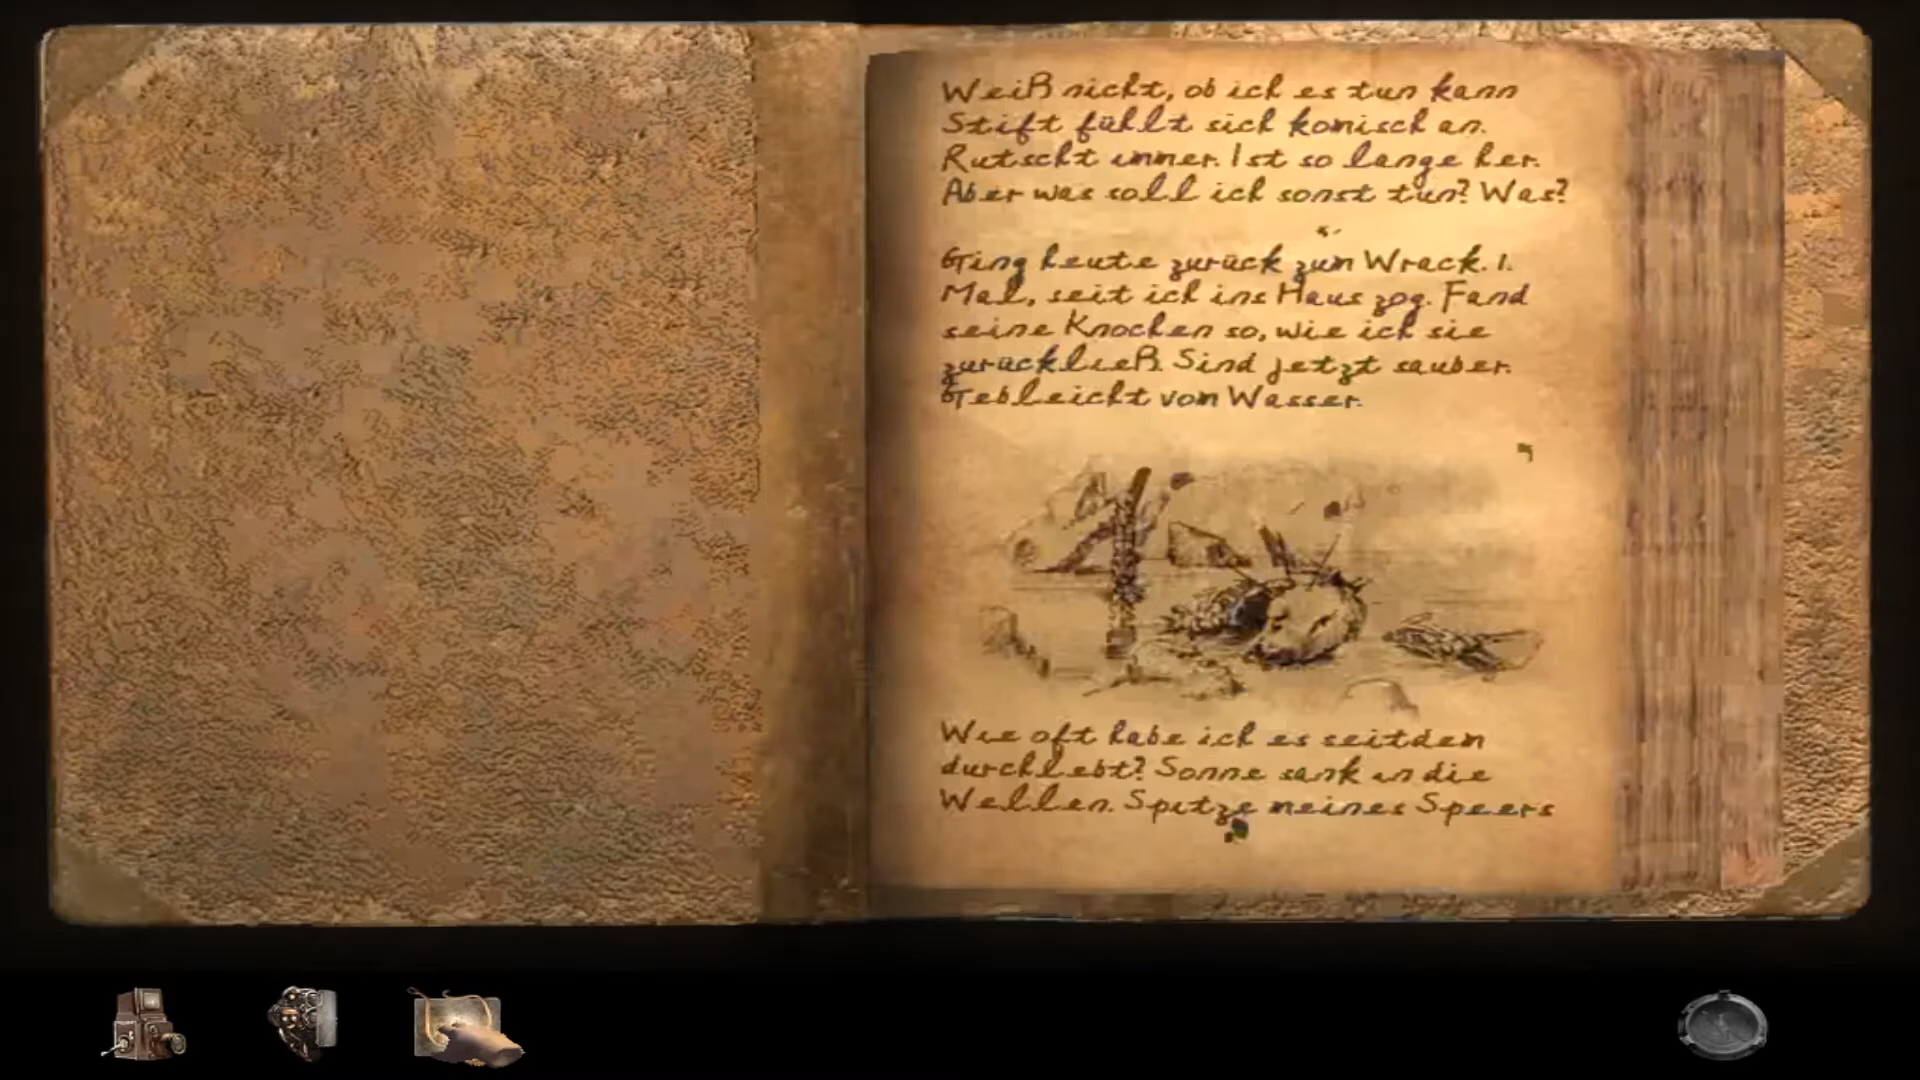 Weiß nicht, ob ich es tun kann
Stift fühlt sich komisch an.
Rutscht immer. Ist so lange her.
Aber was soll ich sonst tun? Was?
Ging heute zurück zum Wrack. 1.
Mal, seit ich ins Haus zog. Fand
seine Knochen so, wie ich sie
zurückließ. Sind jetzt sauber.
Gebleicht vom Wasser.
Wie oft habe ich es seitdem
durchlebt? Sonne sank in die
Wellen. Spitze meines Speers